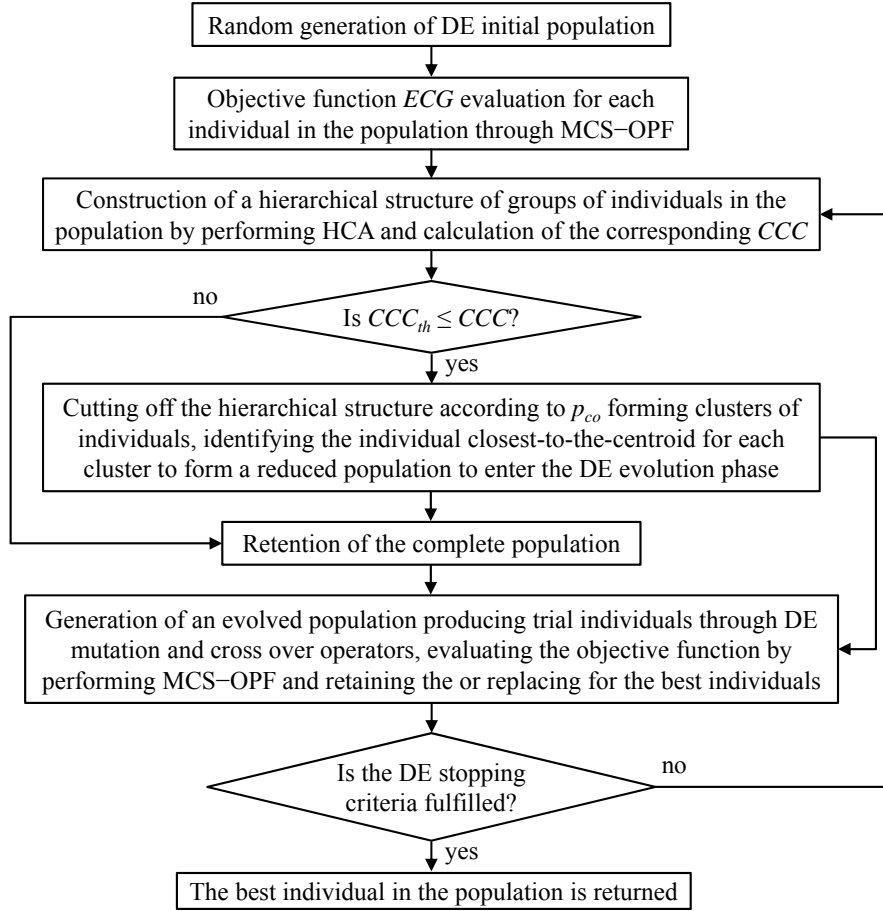 Random generation of DE initial population
Objective function ECG evaluation for each
individual in the population through MCS−OPF
Construction of a hierarchical structure of groups of individuals in the
population by performing HCA and calculation of the corresponding CCC
no
Is CCC_th ≤ CCC?
yes
Cutting off the hierarchical structure according to p_co forming clusters of
individuals, identifying the individual closest-to-the-centroid for each
cluster to form a reduced population to enter the DE evolution phase
Retention of the complete population
Generation of an evolved population producing trial individuals through DE
mutation and cross over operators, evaluating the objective function by
performing MCS−OPF and retaining the or replacing for the best individuals
Is the DE stopping
criteria fulfilled?
no
yes
The best individual in the population is returned